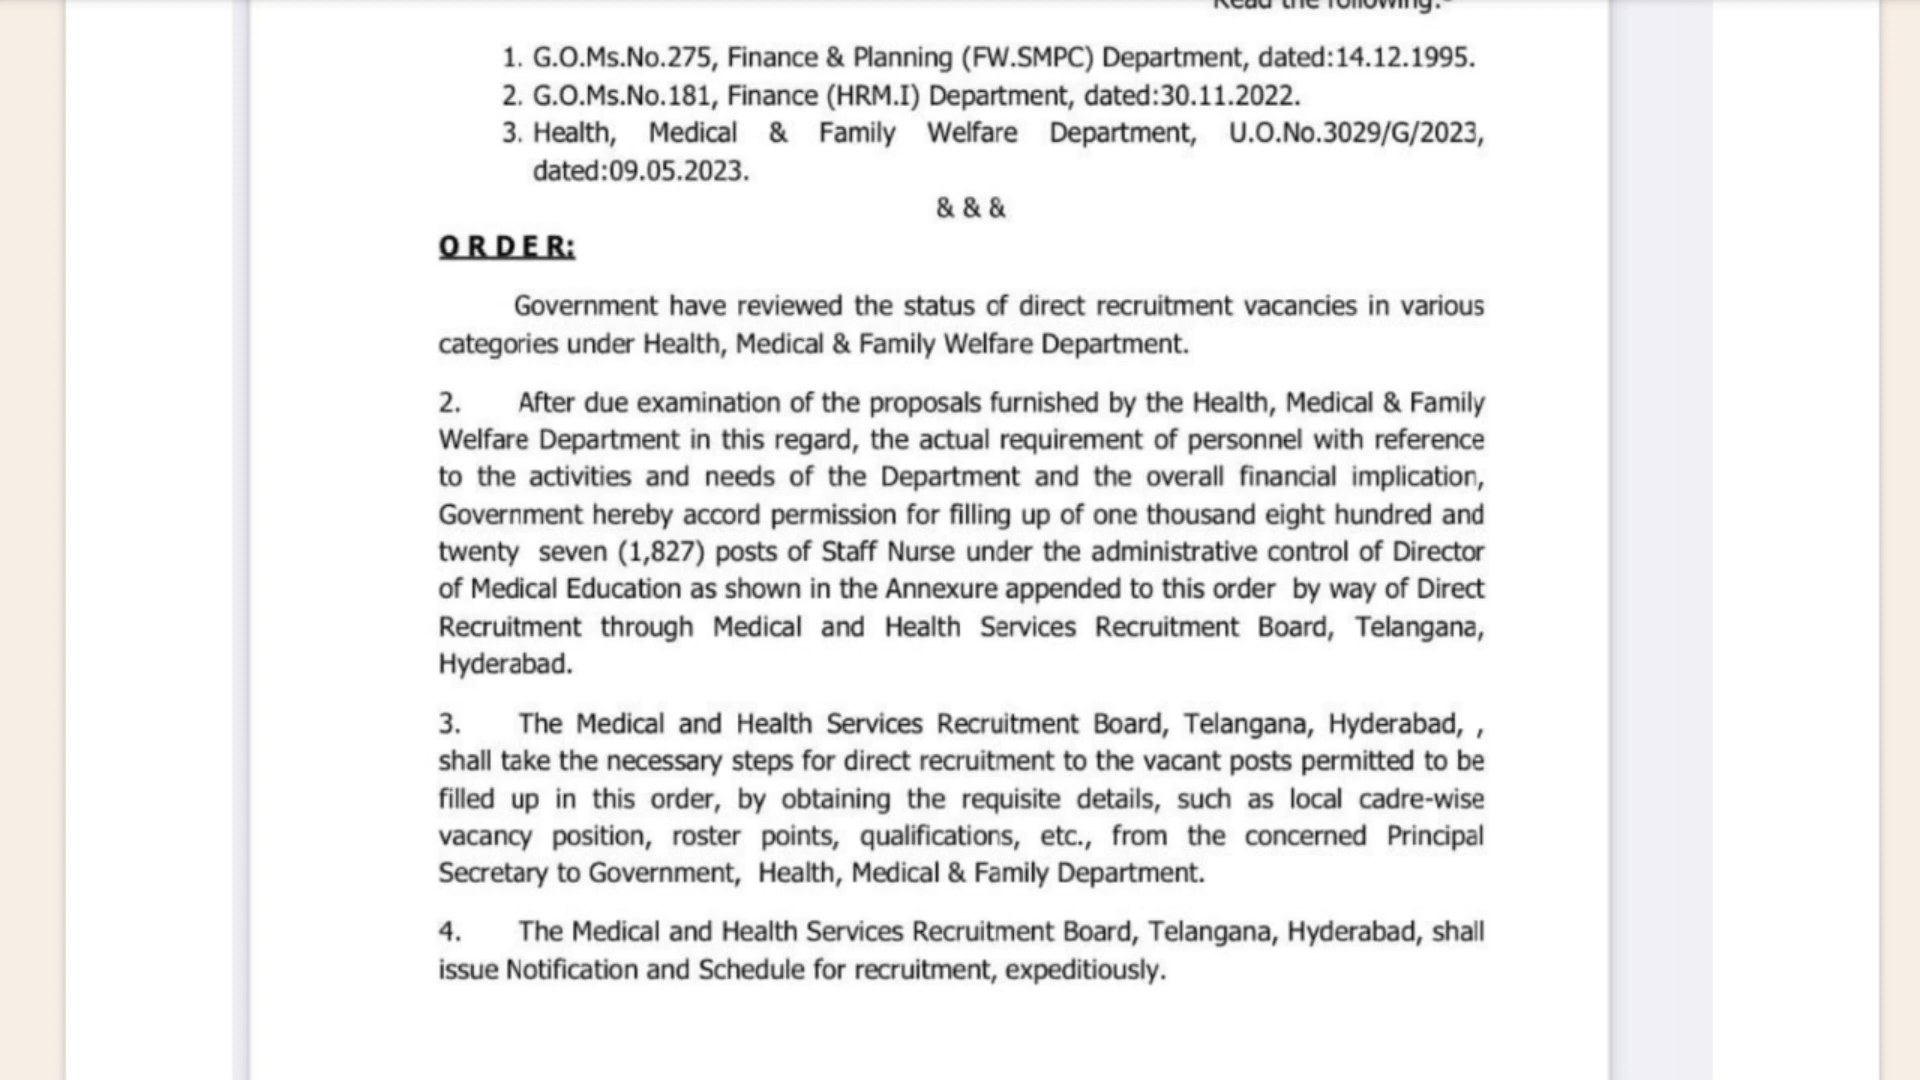 Read the following:-
1. G.O.Ms.No.275, Finance & Planning (FW.SMPC) Department, dated:14.12.1995.
2. G.O.Ms.No.181, Finance (HRM.I) Department, dated:30.11.2022.
3. Health, Medical & Family Welfare Department, U.O.No.3029/G/2023,
dated:09.05.2023.
& & &
O R D E R:
Government have reviewed the status of direct recruitment vacancies in various
categories under Health, Medical & Family Welfare Department.
2. After due examination of the proposals furnished by the Health, Medical & Family
Welfare Department in this regard, the actual requirement of personnel with reference
to the activities and needs of the Department and the overall financial implication,
Government hereby accord permission for filling up of one thousand eight hundred and
twenty seven (1,827) posts of Staff Nurse under the administrative control of Director
of Medical Education as shown in the Annexure appended to this order by way of Direct
Recruitment through Medical and Health Services Recruitment Board, Telangana,
Hyderabad.
3. The Medical and Health Services Recruitment Board, Telangana, Hyderabad, ,
shall take the necessary steps for direct recruitment to the vacant posts permitted to be
filled up in this order, by obtaining the requisite details, such as local cadre-wise
vacancy position, roster points, qualifications, etc., from the concerned Principal
Secretary to Government, Health, Medical & Family Department.
4. The Medical and Health Services Recruitment Board, Telangana, Hyderabad, shall
issue Notification and Schedule for recruitment, expeditiously.